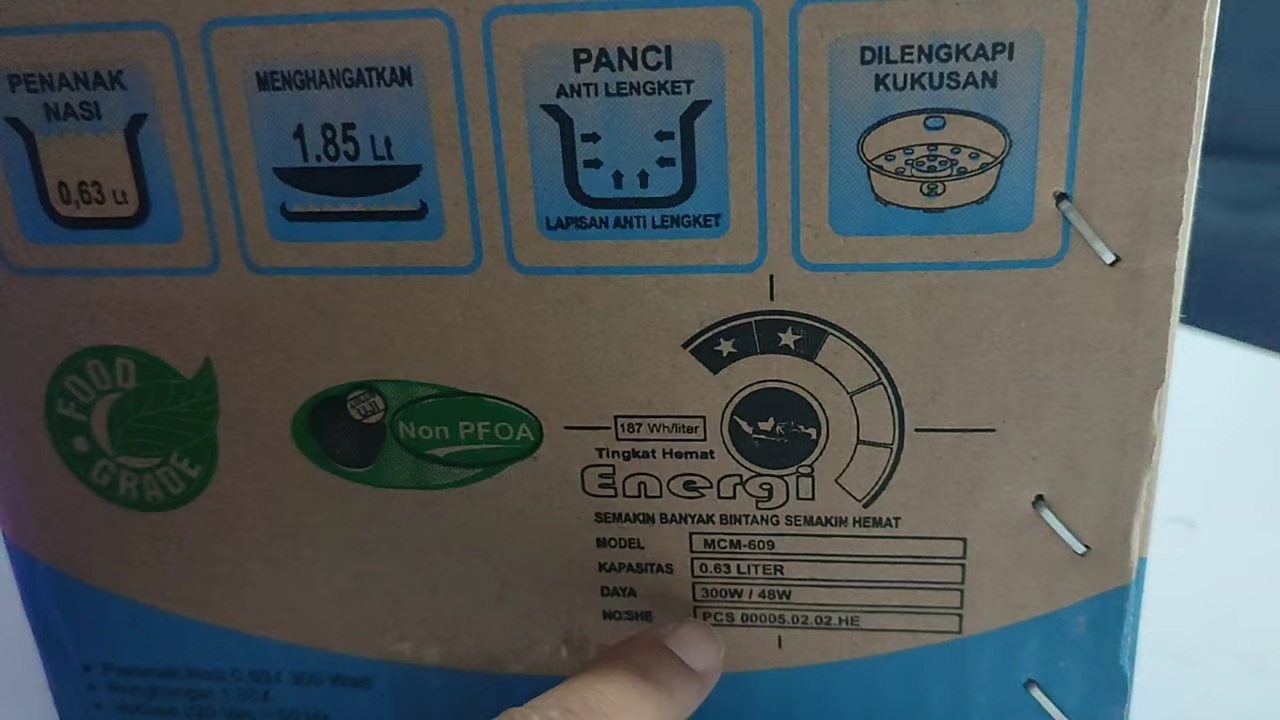 PENANAK
NASI
0,63 Lt
MENGHANGATKAN
1.85 Lt
PANCI
ANTI LENGKET
LAPISAN ANTI LENGKET
DILENGKAPI
KUKUSAN
FOOD
GRADE
Non PFOA
187 Wh/liter
Tingkat Hemat
Energi
SEMAKIN BANYAK BINTANG SEMAKIN HEMAT
MODEL MCM-609
KAPASITAS 0.63 LITER
DAYA 300W / 48W
NO:SHE PCS 00005.02.02.HE